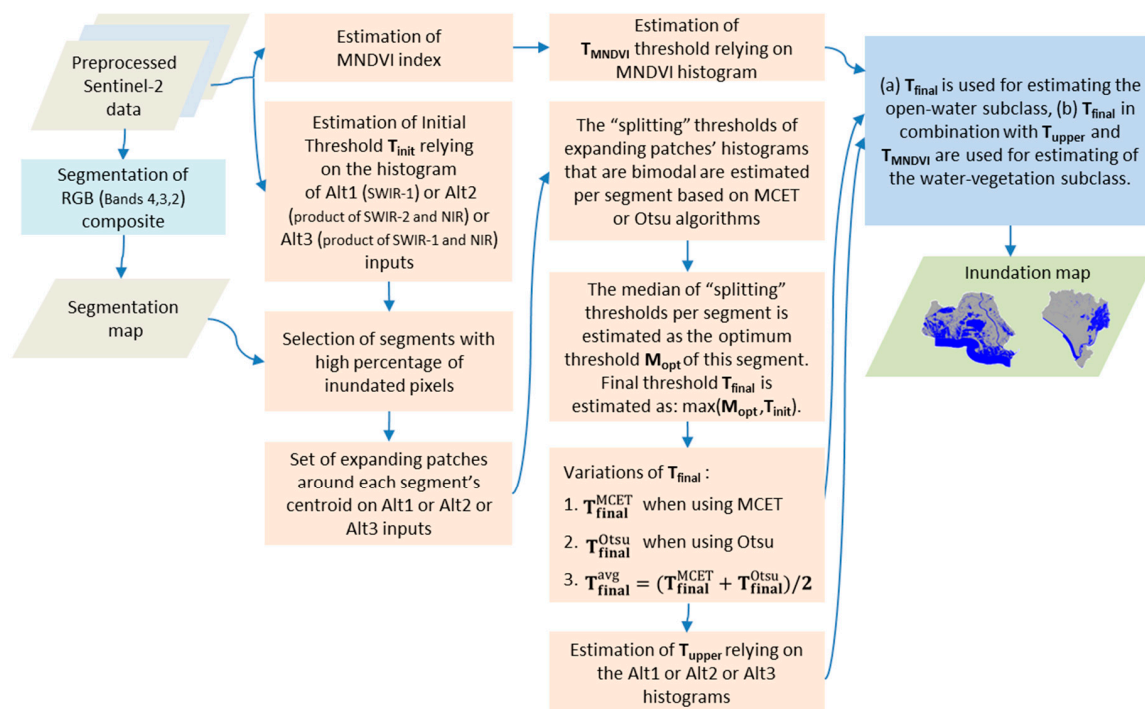 Preprocessed
Sentinel-2
data
Segmentation of
RGB (Bands 4,3,2)
composite
Segmentation
map
Estimation of
MNDVI index
Estimation of Initial
Threshold T_init relying
on the histogram
of Alt1 (SWIR-1) or Alt2
(product of SWIR-2 and NIR) or
Alt3 (product of SWIR-1 and NIR)
inputs
Selection of segments with
high percentage of
inundated pixels
Set of expanding patches
around each segment's
centroid on Alt1 or Alt2 or
Alt3 inputs
Estimation of
T_MNDVI threshold relying on
MNDVI histogram
The “splitting” thresholds of
expanding patches' histograms
that are bimodal are estimated
per segment based on MCET
or Otsu algorithms
The median of “splitting”
thresholds per segment is
estimated as the optimum
threshold M_opt of this segment.
Final threshold T_final is
estimated as: max(M_opt,T_init).
Variations of T_final :
1. T_final^MCET when using MCET
2. T_final^Otsu when using Otsu
3. T_final^avg = (T_final^MCET + T_final^Otsu)/2
Estimation of T_upper relying on
the Alt1 or Alt2 or Alt3
histograms
(a) T_final is used for estimating the
open-water subclass, (b) T_final in
combination with T_upper and
T_MNDVI are used for estimating of
the water-vegetation subclass.
Inundation map